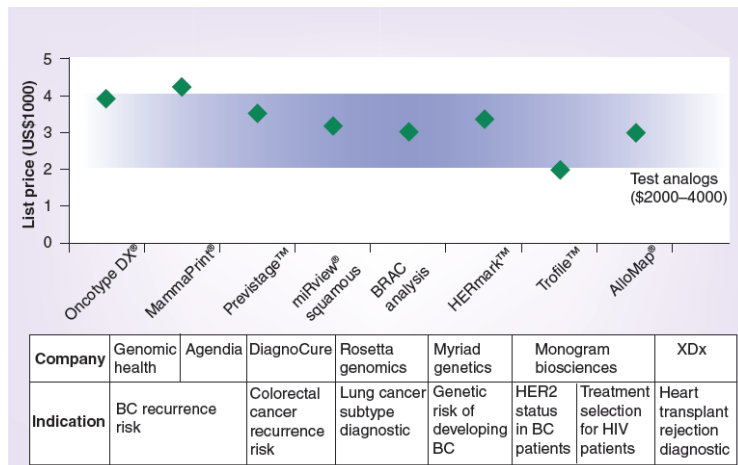 5
4
3
2
1
0
List price (US$1000)
Test analogs
($2000–4000)
Oncotype DX®
MammaPrint®
Previstage™
miRview®
squamous
BRAC
analysis
HERmark™
Trofile™
AlloMap®
Company
Genomic
health
Agendia
DiagnoCure
Rosetta
genomics
Myriad
genetics
Monogram
biosciences
XDx
Indication
BC recurrence
risk
Colorectal
cancer
recurrence
risk
Lung cancer
subtype
diagnostic
Genetic
risk of
developing
BC
HER2
status
in BC
patients
Treatment
selection
for HIV
patients
Heart
transplant
rejection
diagnostic